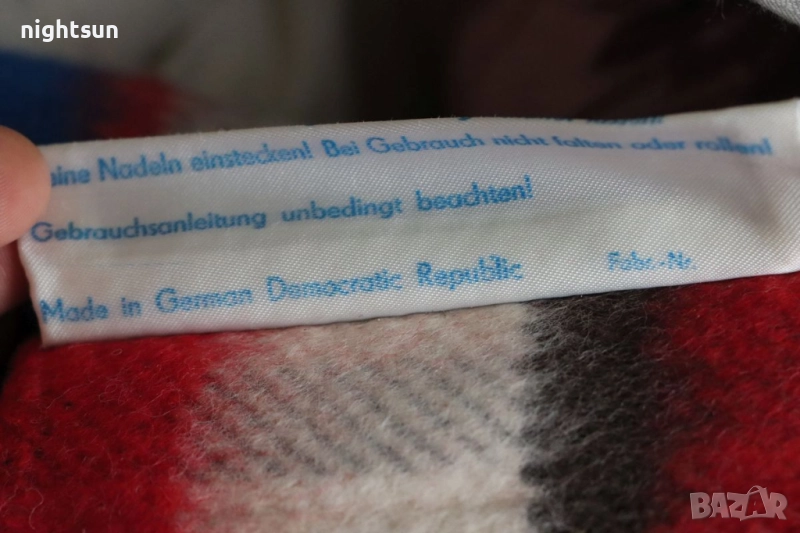 nightsun
eine Nadeln einstecken! Bei Gebrauch nicht falten oder rollen!
Gebrauchsanleitung unbedingt beachten!
Made in German Democratic Republic Fabr.-Nr.
BAZAR